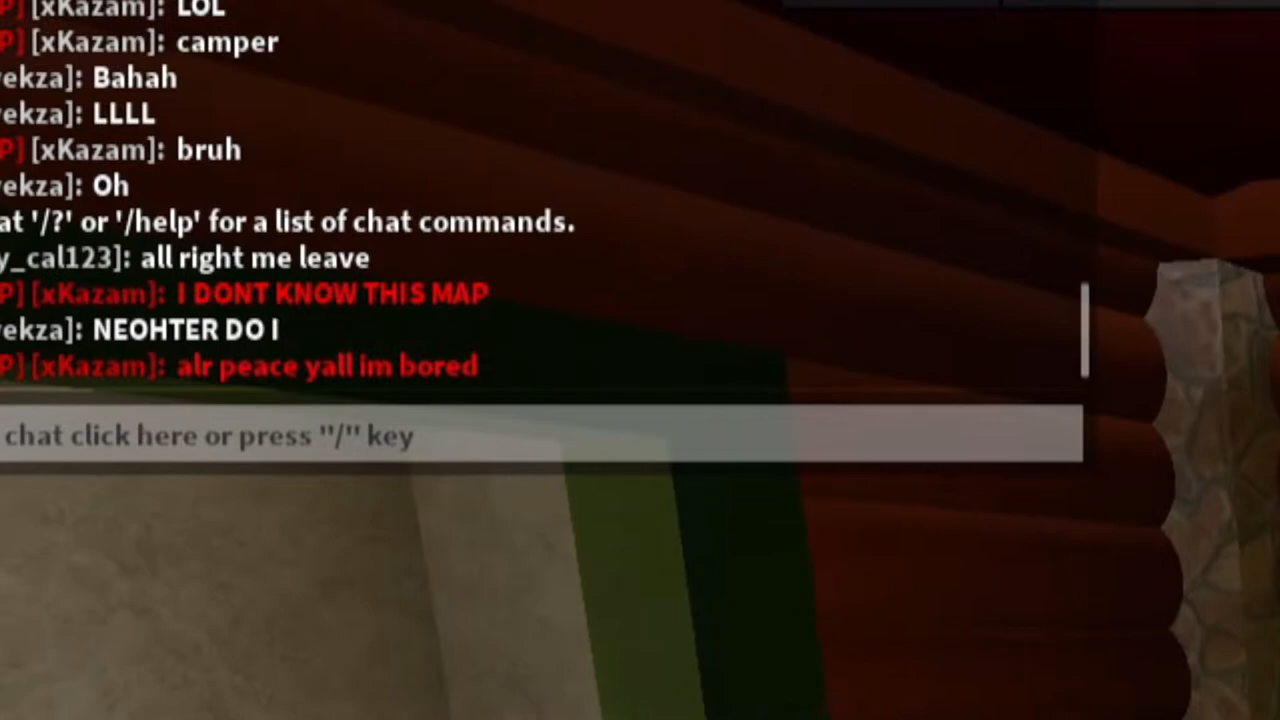 P] [xKazam]: LOL
P] [xKazam]: camper
ekza]: Bahah
ekza]: LLLL
P] [xKazam]: bruh
ekza]: Oh
at '/?' or '/help' for a list of chat commands.
y_cal123]: all right me leave
P] [xKazam]: I DONT KNOW THIS MAP
ekza]: NEOHTER DO I
P] [xKazam]: alr peace yall im bored
chat click here or press "/" key